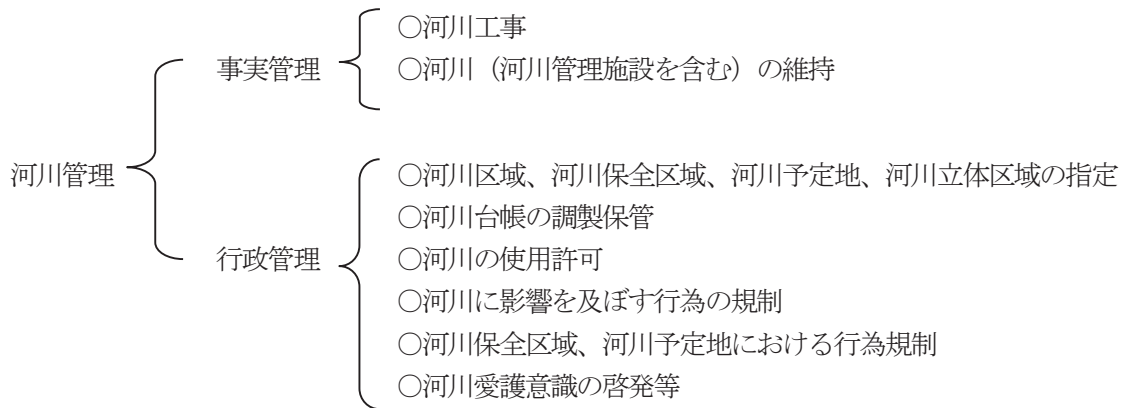 ○河川工事
事実管理
○河川（河川管理施設を含む）の維持
河川管理
○河川区域、河川保全区域、河川予定地、河川立体区域の指定
○河川台帳の調製保管
行政管理
○河川の使用許可
○河川に影響を及ぼす行為の規制
○河川保全区域、河川予定地における行為規制
○河川愛護意識の啓発等